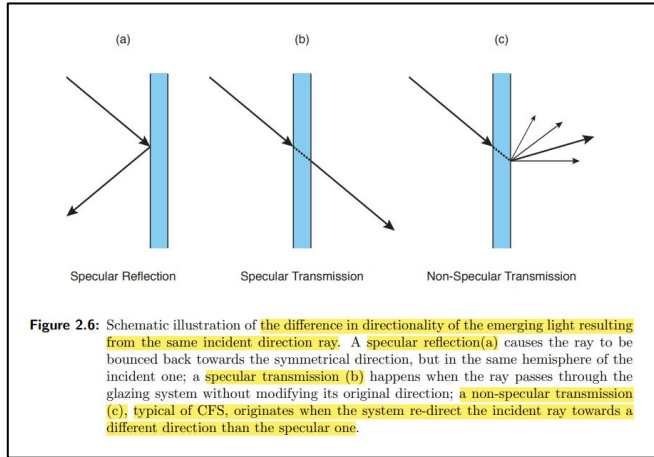 (a) (b) (c)
Specular Reflection Specular Transmission Non-Specular Transmission
Figure 2.6: Schematic illustration of the difference in directionality of the emerging light resulting
from the same incident direction ray. A specular reflection(a) causes the ray to be
bounced back towards the symmetrical direction, but in the same hemisphere of the
incident one; a specular transmission (b) happens when the ray passes through the
glazing system without modifying its original direction; a non-specular transmission
(c), typical of CFS, originates when the system re-direct the incident ray towards a
different direction than the specular one.